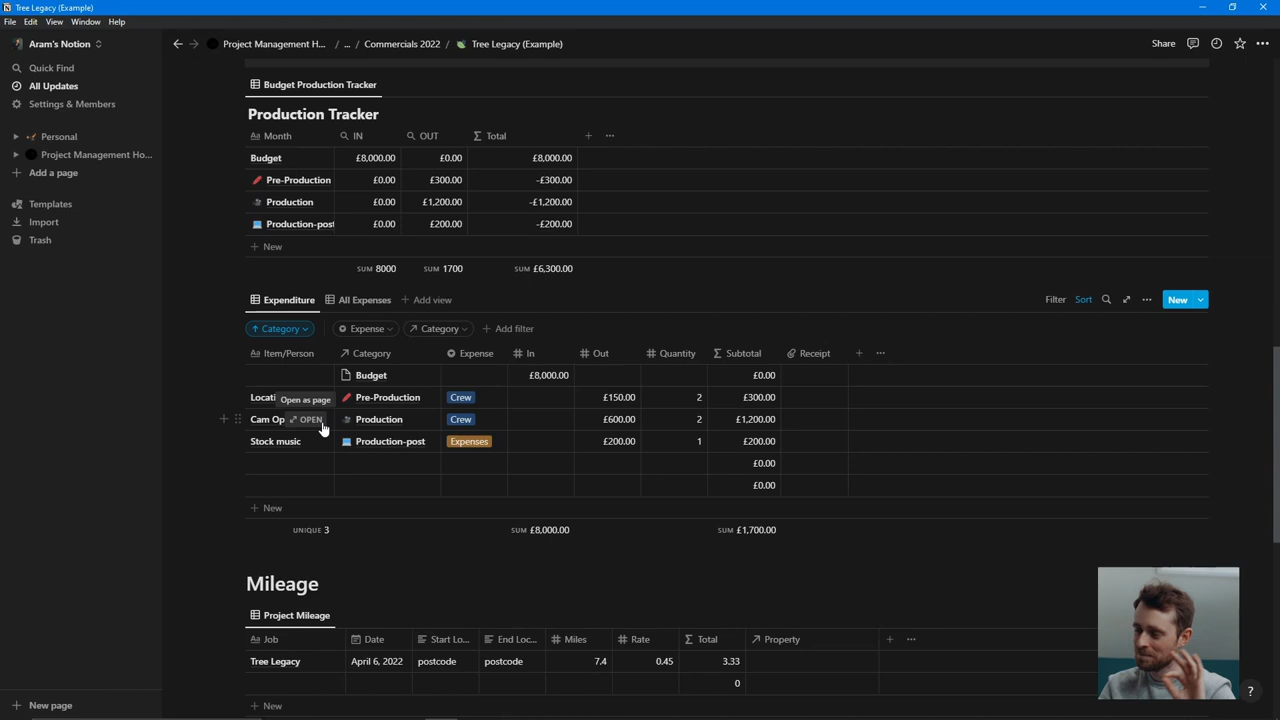 Tree Legacy (Example)
File Edit View Window Help
Aram's Notion
Project Management H... / ... / Commercials 2022 / Tree Legacy (Example)
Share
Quick Find
All Updates
Settings & Members
Personal
Project Management Ho...
Add a page
Templates
Import
Trash
New page
Budget Production Tracker
Production Tracker
Aa Month IN OUT Σ Total + ...
Budget £8,000.00 £0.00 £8,000.00
Pre-Production £0.00 £300.00 -£300.00
Production £0.00 £1,200.00 -£1,200.00
Production-post £0.00 £200.00 -£200.00
+ New
SUM 8000 SUM 1700 SUM £6,300.00
Expenditure All Expenses + Add view
Filter Sort New
↑ Category Expense ↗ Category + Add filter
Aa Item/Person ↗ Category Expense # In # Out # Quantity Σ Subtotal Receipt + ...
Budget £8,000.00 £0.00
Locati Pre-Production Crew £150.00 2 £300.00
Open as page
Cam Op OPEN Production Crew £600.00 2 £1,200.00
Stock music Production-post Expenses £200.00 1 £200.00
£0.00
£0.00
+ New
UNIQUE 3 SUM £8,000.00 SUM £1,700.00
Mileage
Project Mileage
Aa Job Date Start Lo... End Loc... # Miles # Rate Σ Total ↗ Property + ...
Tree Legacy April 6, 2022 postcode postcode 7.4 0.45 3.33
0
+ New
?